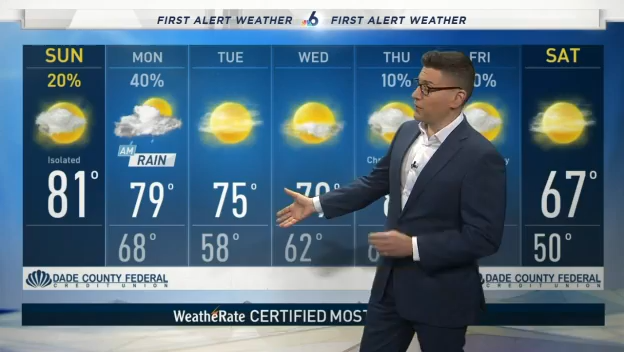 FIRST ALERT WEATHER 6 FIRST ALERT WEATHER
SUN MON TUE WED THU FRI SAT
20% 40% 10%
AM RAIN
Isolated
81° 79° 75° 67°
68° 58° 62° 50°
DADE COUNTY FEDERAL
CREDIT UNION
DADE COUNTY FEDERAL
CREDIT UNION
WeatheRate CERTIFIED MOST